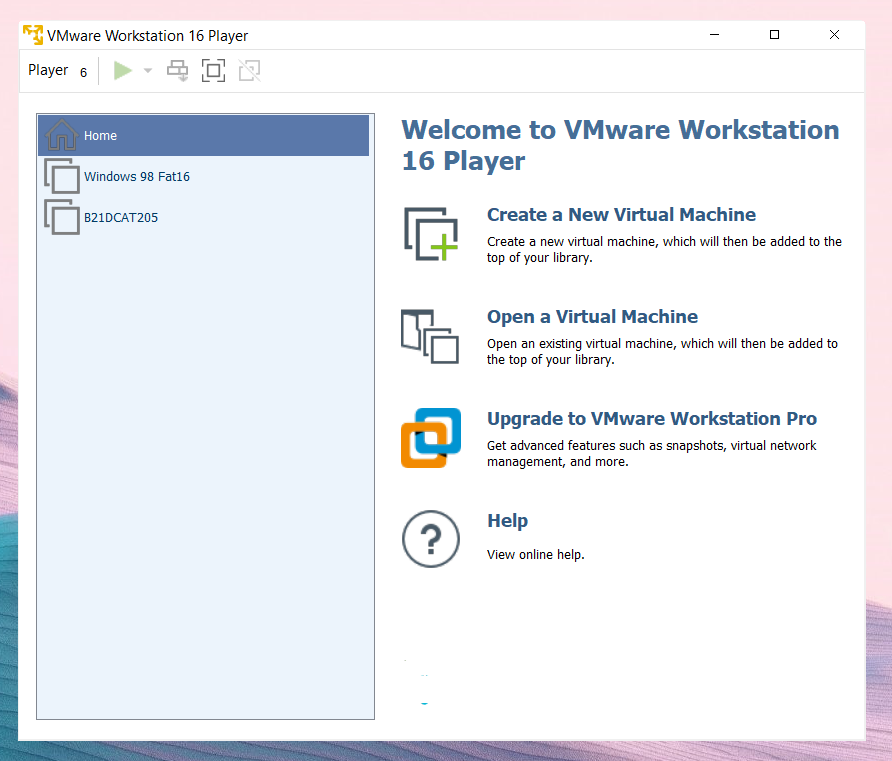 VMware Workstation 16 Player
Player 6
Home
Windows 98 Fat16
B21DCAT205
Welcome to VMware Workstation
16 Player
Create a New Virtual Machine
Create a new virtual machine, which will then be added to the
top of your library.
Open a Virtual Machine
Open an existing virtual machine, which will then be added to
the top of your library.
Upgrade to VMware Workstation Pro
Get advanced features such as snapshots, virtual network
management, and more.
?
Help
View online help.